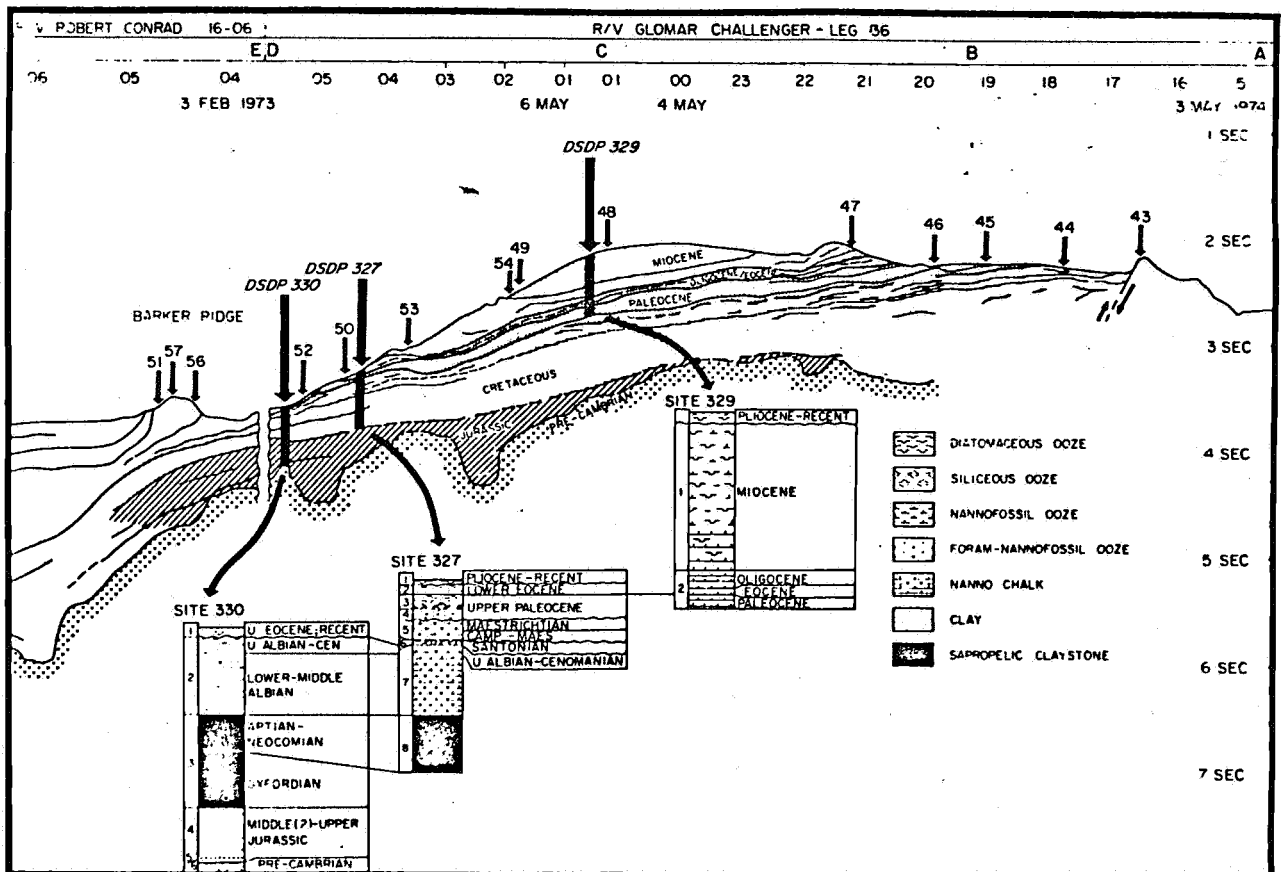 ROBERT CONRAD 16-06
R/V GLOMAR CHALLENGER - LEG 36
E D C B A
06 05 04 05 04 03 02 01 01 00 23 22 21 20 19 18 17 16 5
3 FEB 1973 6 MAY 4 MAY 3 MAY 1974
1 SEC
DSDP 329
48 47 46 45 44 43
2 SEC
49
54
MIOCENE
OLIGOCENE/EOCENE
PALEOCENE
DSDP 327
DSDP 330
BARKER RIDGE
53
50
52
51 57 56
3 SEC
CRETACEOUS
JURASSIC
PRE-CAMBRIAN
4 SEC
5 SEC
6 SEC
7 SEC
SITE 329
PLIOCENE-RECENT
1 MIOCENE
2 OLIGOCENE
EOCENE
PALEOCENE
SITE 327
1 PLIOCENE-RECENT
2 LOWER EOCENE
3
4 UPPER PALEOCENE
5 MAESTRICHTIAN
CAMP-MAES
6 SANTONIAN
U ALBIAN-CENOMANIAN
7
8
SITE 330
1 U EOCENE; RECENT
U ALBIAN-CEN
2 LOWER-MIDDLE
ALBIAN
APTIAN-
NEOCOMIAN
3
OXFORDIAN
4 MIDDLE(?)-UPPER
JURASSIC
PRE-CAMBRIAN
DIATOMACEOUS OOZE
SILICEOUS OOZE
NANNOFOSSIL OOZE
FORAM-NANNOFOSSIL OOZE
NANNO CHALK
CLAY
SAPROPELIC CLAYSTONE